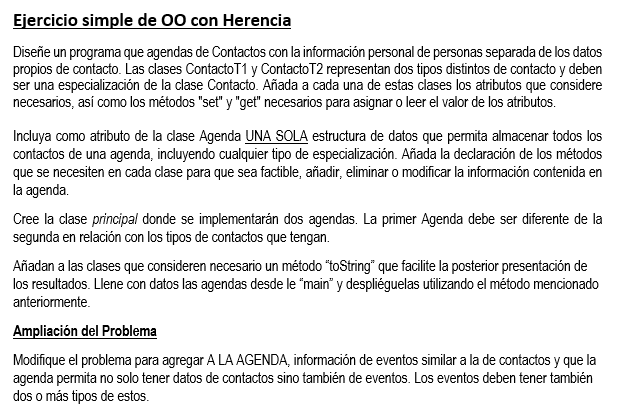 Ejercicio simple de OO con Herencia
Diseñe un programa que agendas de Contactos con la información personal de personas separada de los datos
propios de contacto. Las clases ContactoT1 y ContactoT2 representan dos tipos distintos de contacto y deben
ser una especialización de la clase Contacto. Añada a cada una de estas clases los atributos que considere
necesarios, así como los métodos "set" y "get" necesarios para asignar o leer el valor de los atributos.
Incluya como atributo de la clase Agenda UNA SOLA estructura de datos que permita almacenar todos los
contactos de una agenda, incluyendo cualquier tipo de especialización. Añada la declaración de los métodos
que se necesiten en cada clase para que sea factible, añadir, eliminar o modificar la información contenida en
la agenda.
Cree la clase principal donde se implementarán dos agendas. La primer Agenda debe ser diferente de la
segunda en relación con los tipos de contactos que tengan.
Añadan a las clases que consideren necesario un método “toString” que facilite la posterior presentación de
los resultados. Llene con datos las agendas desde le “main” y despliéguelas utilizando el método mencionado
anteriormente.
Ampliación del Problema
Modifique el problema para agregar A LA AGENDA, información de eventos similar a la de contactos y que la
agenda permita no solo tener datos de contactos sino también de eventos. Los eventos deben tener también
dos o más tipos de estos.